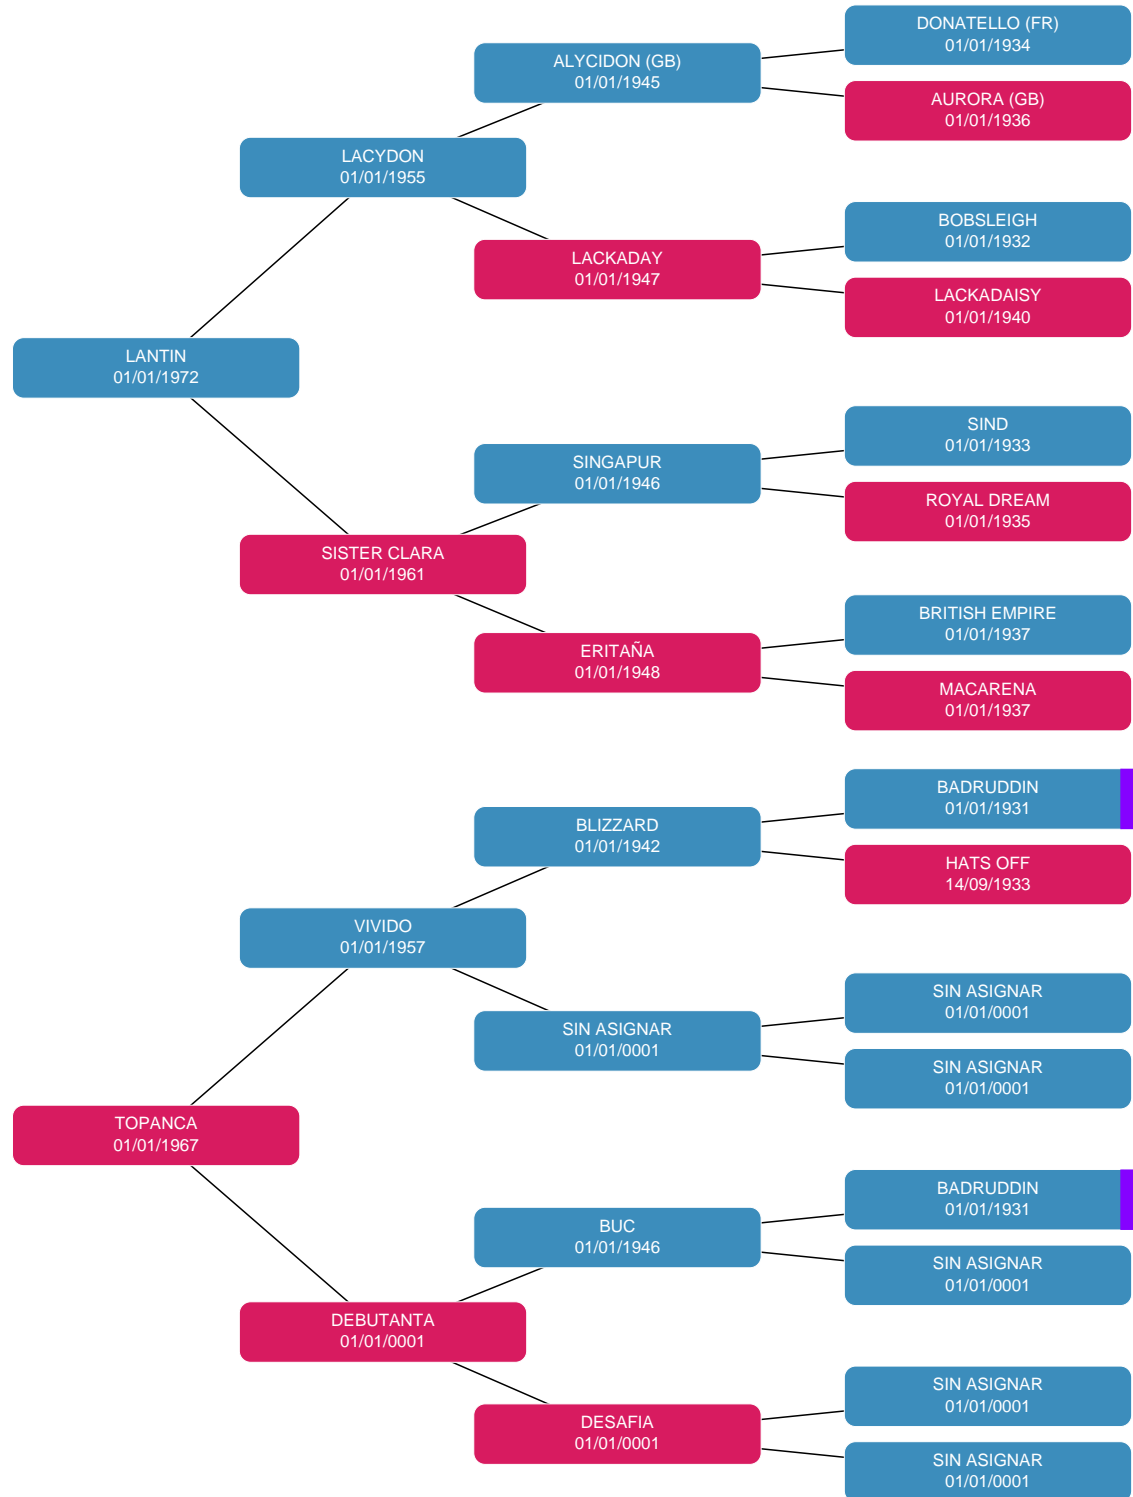 DONATELLO (FR)
01/01/1934
ALYCIDON (GB)
01/01/1945
AURORA (GB)
01/01/1936
LACYDON
01/01/1955
BOBSLEIGH
01/01/1932
LACKADAY
01/01/1947
LACKADAISY
01/01/1940
LANTIN
01/01/1972
SIND
01/01/1933
SINGAPUR
01/01/1946
ROYAL DREAM
01/01/1935
SISTER CLARA
01/01/1961
BRITISH EMPIRE
01/01/1937
ERITAÑA
01/01/1948
MACARENA
01/01/1937
BADRUDDIN
01/01/1931
BLIZZARD
01/01/1942
HATS OFF
14/09/1933
VIVIDO
01/01/1957
SIN ASIGNAR
01/01/0001
SIN ASIGNAR
01/01/0001
SIN ASIGNAR
01/01/0001
TOPANCA
01/01/1967
BADRUDDIN
01/01/1931
BUC
01/01/1946
SIN ASIGNAR
01/01/0001
DEBUTANTA
01/01/0001
SIN ASIGNAR
01/01/0001
DESAFIA
01/01/0001
SIN ASIGNAR
01/01/0001